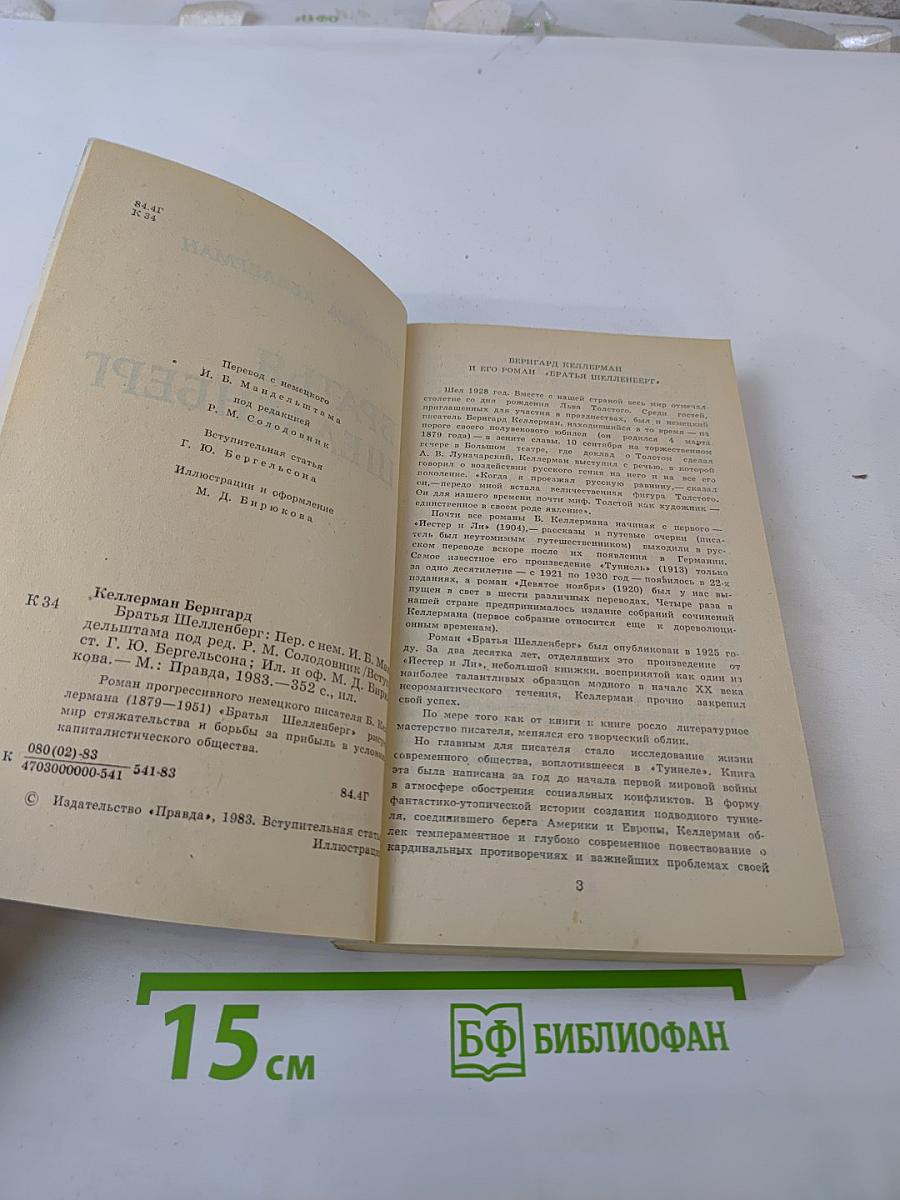 84.4Г
К 34
Перевод с немецкого
И. Б. Мандельштама
под редакцией
Р. М. Солодовник
Вступительная статья
Г. Ю. Бергельсона
Иллюстрации и оформление
М. Д. Бирюкова
Келлерман Бернгард
К 34
Братья Шелленберг: Пер. с нем. И. Б. Ман
дельштама под ред. Р. М. Солодовник /Вступ
ст. Г. Ю. Бергельсона; Ил. и оф. М. Д. Бирю
кова.— М.: Правда, 1983.—352 с., ил.
Роман прогрессивного немецкого писателя Б. Кел
лермана (1879—1951) «Братья Шелленберг» рисуе
мир стяжательства и борьбы за прибыль в условия
капиталистического общества.
К 080(02)-83
4703000000-541 541-83
84.4Г
© Издательство «Правда», 1983. Вступительная стать
Иллюстраци
БЕРНГАРД КЕЛЛЕРМАН
И ЕГО РОМАН «БРАТЬЯ ШЕЛЛЕНБЕРГ»
Шел 1928 год. Вместе с нашей страной весь мир отмечал
столетие со дня рождения Льва Толстого. Среди гостей,
приглашенных для участия в празднествах, был и немецкий
писатель Бернгард Келлерман, находившийся в то время — на
пороге своего полувекового юбилея (он родился 4 марта
1879 года) — в зените славы. 10 сентября на торжественном
вечере в Большом театре, где доклад о Толстом сделал
А. В. Луначарский, Келлерман выступил с речью, в которой
говорил о воздействии русского гения на него и на все его
поколение. «Когда я проезжал русскую равнину,— сказал
он,— передо мной встала величественная фигура Толстого.
Он для нашего времени почти миф. Толстой как художник —
единственное в своем роде явление».
Почти все романы Б. Келлермана начиная с первого —
«Йестер и Ли» (1904),— рассказы и путевые очерки (писа-
тель был неутомимым путешественником) выходили в рус-
ском переводе вскоре после их появления в Германии.
Самое известное его произведение «Туннель» (1913) только
за одно десятилетие — с 1921 по 1930 год — появилось в 22-х
изданиях, а роман «Девятое ноября» (1920) был у нас вы-
пущен в свет в шести различных переводах. Четыре раза в
нашей стране предпринималось издание собраний сочинений
Келлермана (первое собрание относится еще к дореволюци-
онным временам).
Роман «Братья Шелленберг» был опубликован в 1925 го-
ду. За два десятка лет, отделявших это произведение от
«Йестер и Ли», небольшой книжки, воспринятой как один из
наиболее талантливых образцов модного в начале XX века
неоромантического течения, Келлерман прочно закрепил
свой успех.
По мере того как от книги к книге росло литературное
мастерство писателя, менялся его творческий облик.
Но главным для писателя стало исследование жизни
современного общества, воплотившееся в «Туннеле». Книга
эта была написана за год до начала первой мировой войны
в атмосфере обострения социальных конфликтов. В форму
фантастико-утопической истории создания подводного тунне-
ля, соединившего берега Америки и Европы, Келлерман об-
лек темпераментное и глубоко современное повествование о
кардинальных противоречиях и важнейших проблемах своей
3
15 см
БФ БИБЛИОФАН